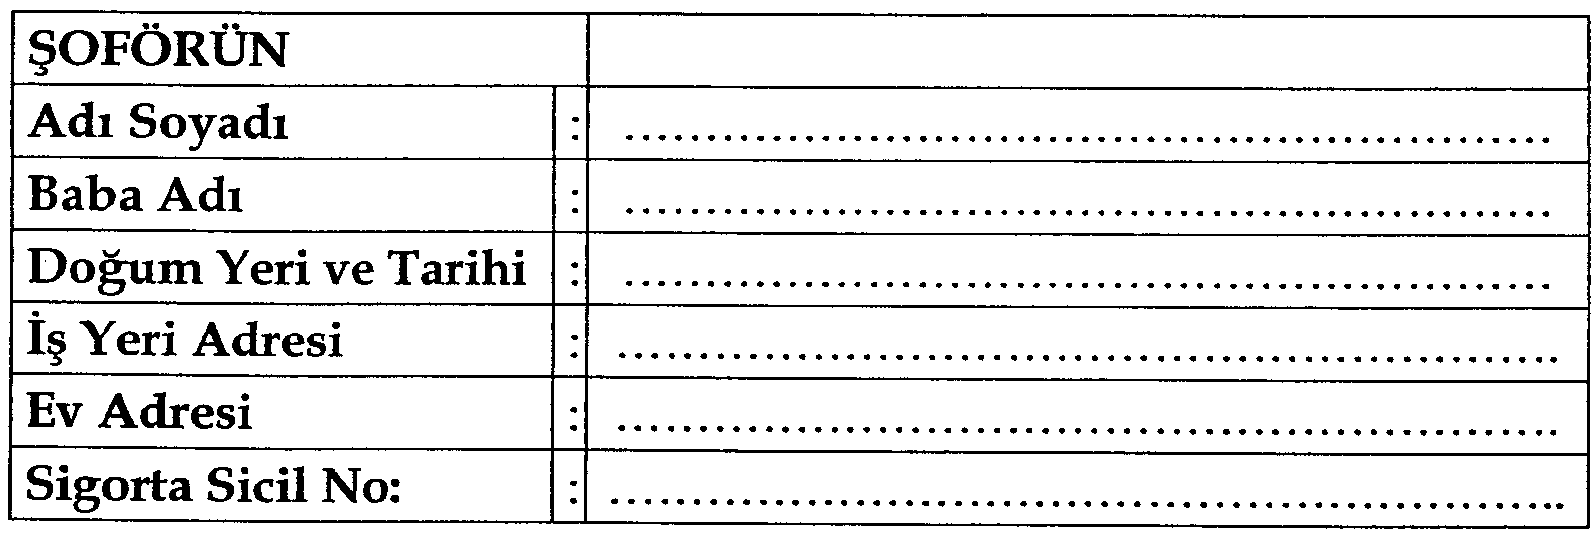 ŞOFÖRÜN
Adı Soyadı : ..........................................................................
Baba Adı : ..........................................................................
Doğum Yeri ve Tarihi : ..........................................................................
İş Yeri Adresi : ..........................................................................
Ev Adresi : ..........................................................................
Sigorta Sicil No: : ..........................................................................